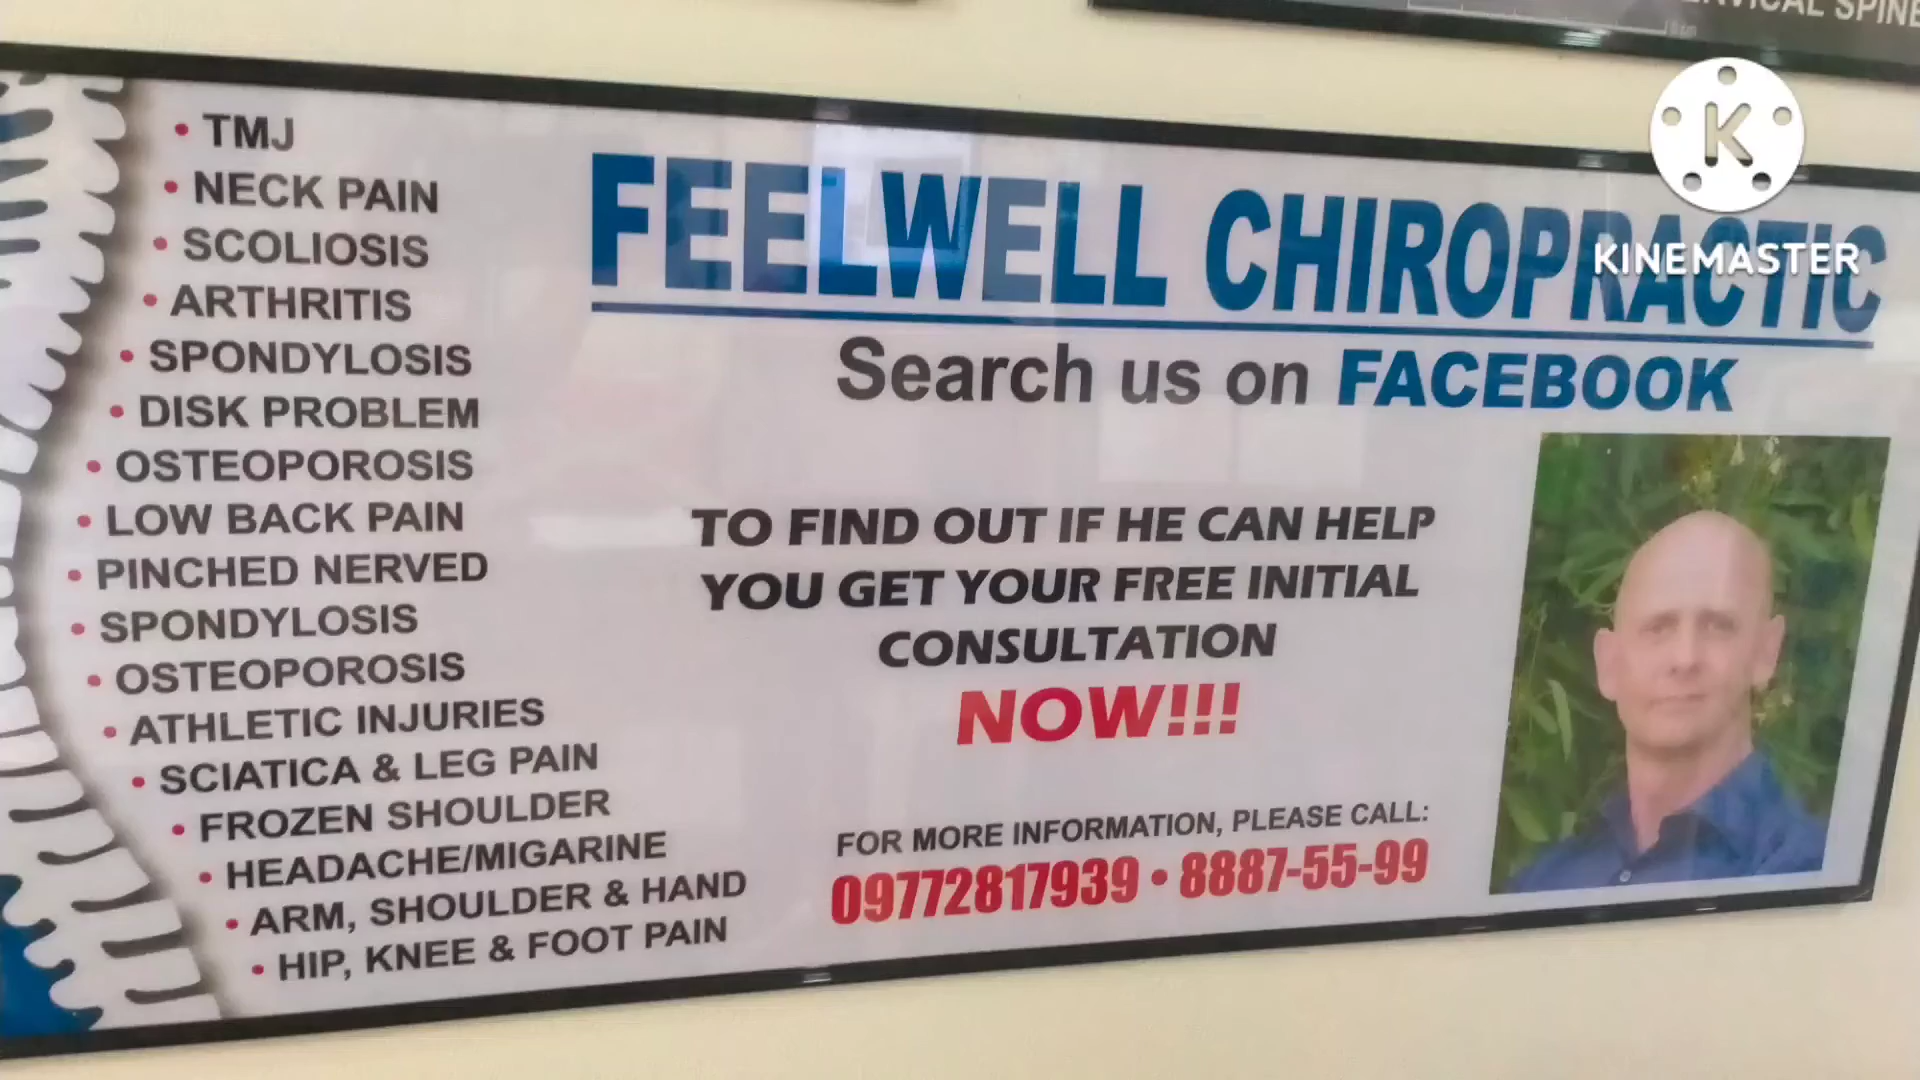 CERVICAL SPINE
K
KINEMASTER
• TMJ
• NECK PAIN
• SCOLIOSIS
• ARTHRITIS
• SPONDYLOSIS
• DISK PROBLEM
• OSTEOPOROSIS
• LOW BACK PAIN
• PINCHED NERVED
• SPONDYLOSIS
• OSTEOPOROSIS
• ATHLETIC INJURIES
• SCIATICA & LEG PAIN
• FROZEN SHOULDER
• HEADACHE/MIGARINE
• ARM, SHOULDER & HAND
• HIP, KNEE & FOOT PAIN
FEELWELL CHIROPRACTIC
Search us on FACEBOOK
TO FIND OUT IF HE CAN HELP
YOU GET YOUR FREE INITIAL
CONSULTATION
NOW!!!
FOR MORE INFORMATION, PLEASE CALL:
09772817939 • 8887-55-99